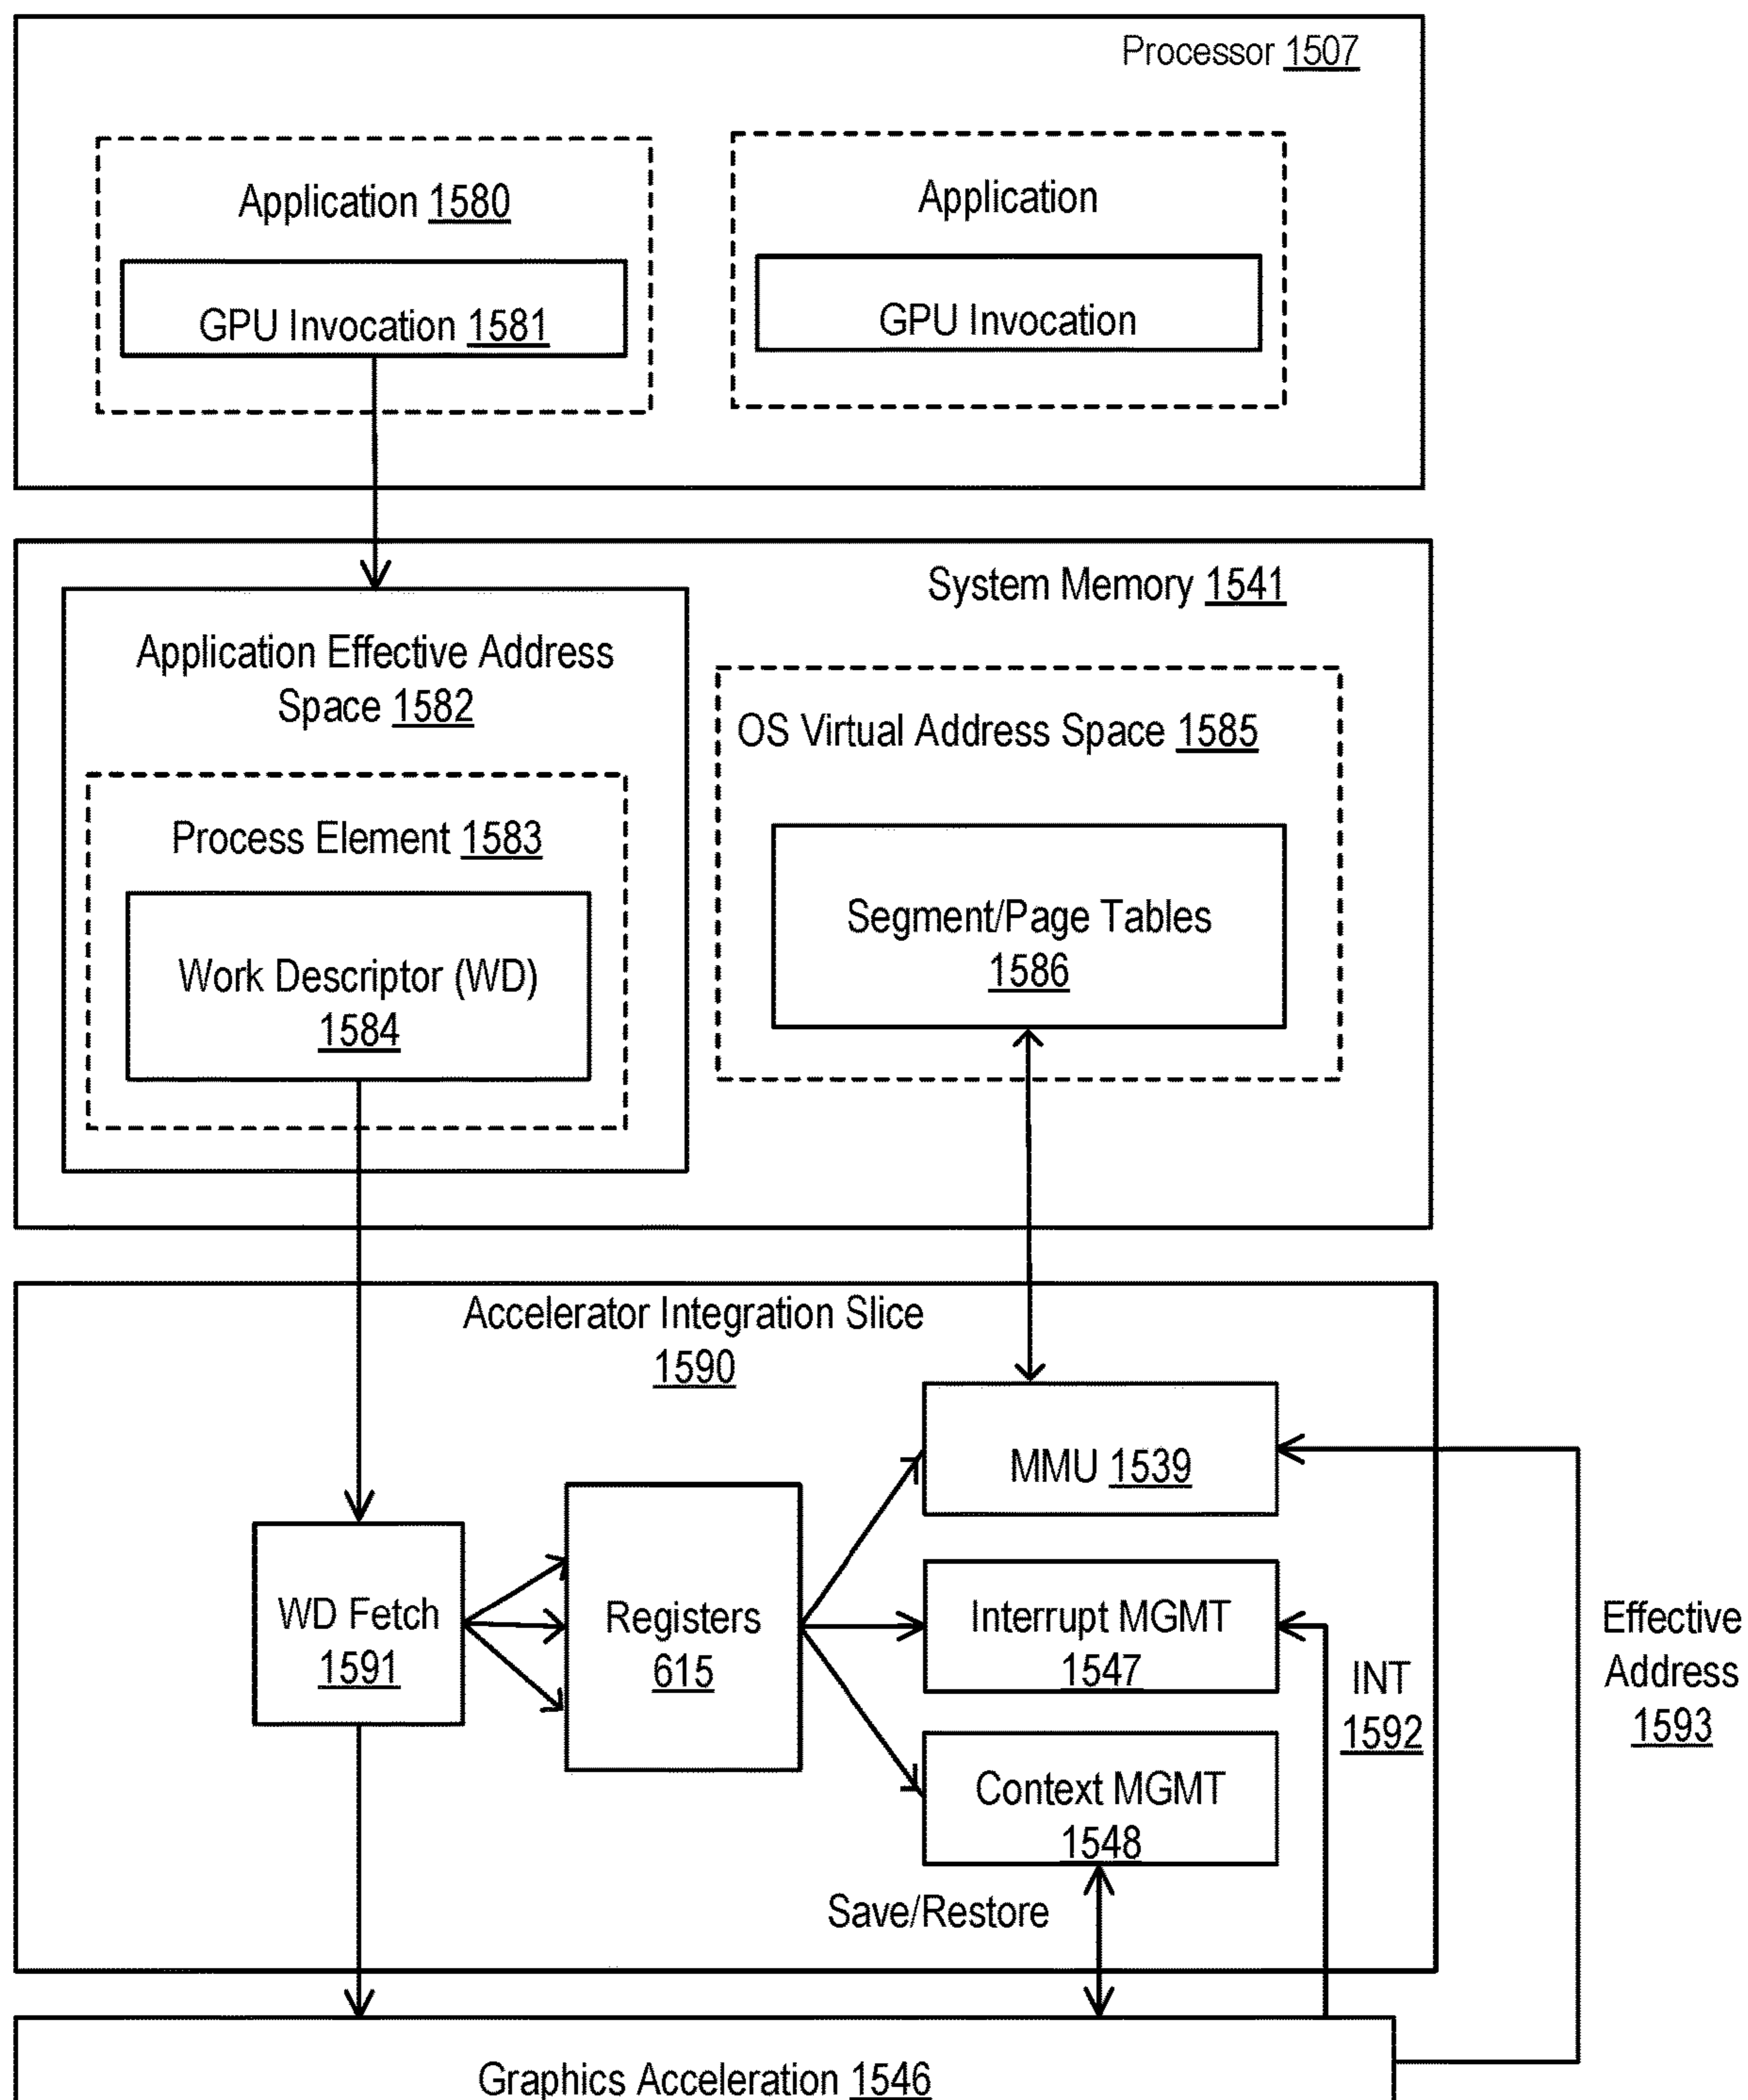 Processor 1507
Application 1580
GPU Invocation 1581
Application
GPU Invocation
System Memory 1541
Application Effective Address
Space 1582
Process Element 1583
Work Descriptor (WD)
1584
OS Virtual Address Space 1585
Segment/Page Tables
1586
Accelerator Integration Slice
1590
WD Fetch
1591
Registers
615
MMU 1539
Interrupt MGMT
1547
Context MGMT
1548
Save/Restore
INT
1592
Effective
Address
1593
Graphics Acceleration 1546